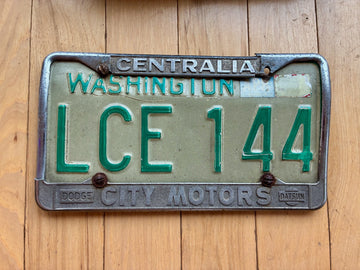 CENTRALIA
WASHINGTON
LCE 144
DODGE CITY MOTORS DATSUN